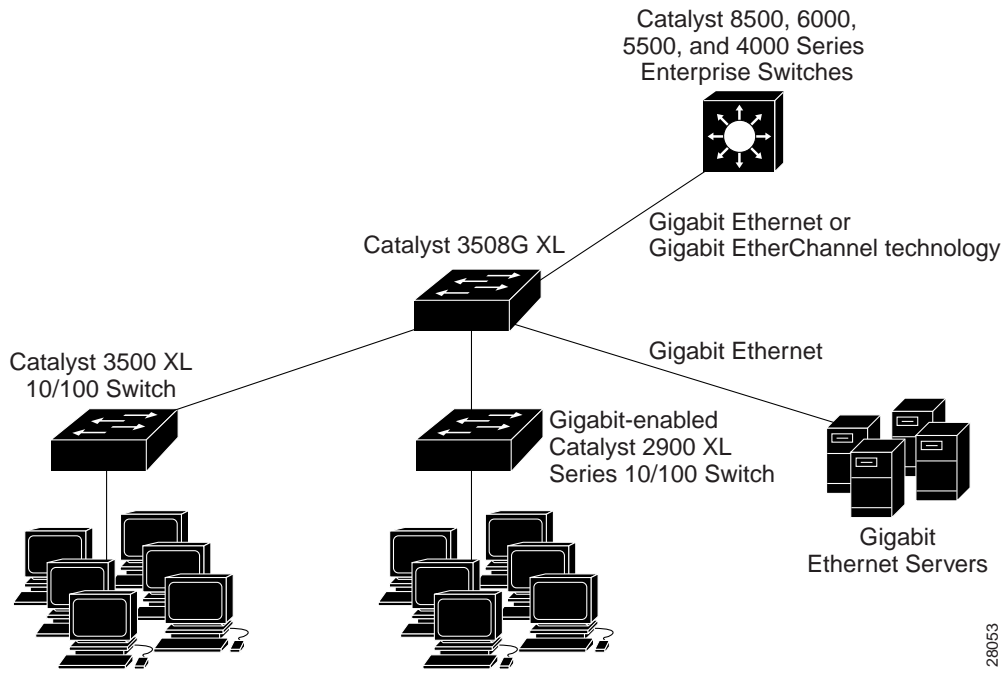 Catalyst 8500, 6000,
5500, and 4000 Series
Enterprise Switches
Gigabit Ethernet or
Gigabit EtherChannel technology
Catalyst 3508G XL
Gigabit Ethernet
Catalyst 3500 XL
10/100 Switch
Gigabit-enabled
Catalyst 2900 XL
Series 10/100 Switch
Gigabit
Ethernet Servers
28053